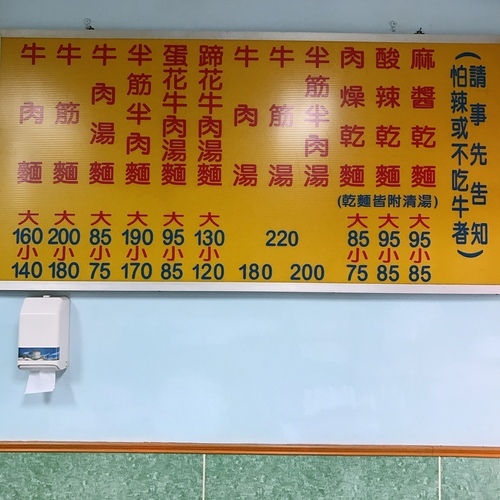 (請事先告知)
怕辣或不吃牛者
麻醬乾麵
大
95
小
85
酸辣乾麵
大
95
小
85
肉燥乾麵
大
85
小
75
(乾麵皆附清湯)
半筋半肉湯
200
牛筋湯
220
牛肉湯
180
蹄花牛肉湯麵
大
130
小
120
蛋花牛肉湯麵
大
95
小
85
半筋半肉麵
大
190
小
170
牛肉湯麵
大
85
小
75
牛筋麵
大
200
小
180
牛肉麵
大
160
小
140